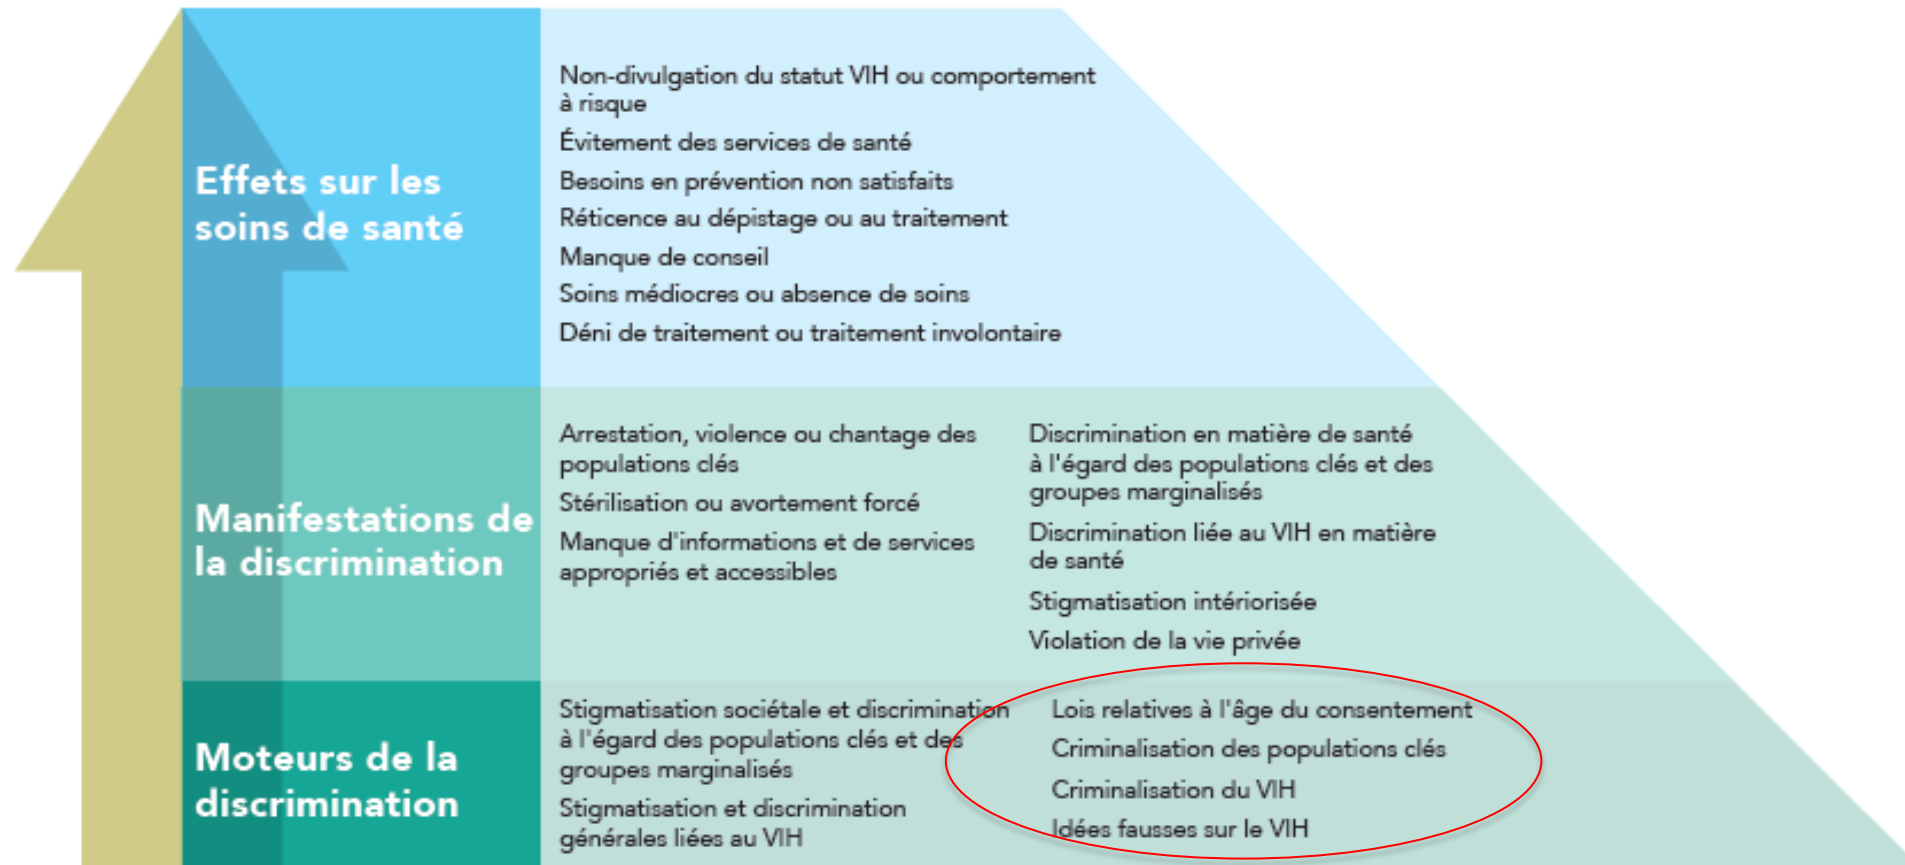 Effets sur les
soins de santé
Non-divulgation du statut VIH ou comportement
à risque
Évitement des services de santé
Besoins en prévention non satisfaits
Réticence au dépistage ou au traitement
Manque de conseil
Soins médiocres ou absence de soins
Déni de traitement ou traitement involontaire
Manifestations de
la discrimination
Arrestation, violence ou chantage des
populations clés
Stérilisation ou avortement forcé
Manque d'informations et de services
appropriés et accessibles
Discrimination en matière de santé
à l'égard des populations clés et des
groupes marginalisés
Discrimination liée au VIH en matière
de santé
Stigmatisation intériorisée
Violation de la vie privée
Moteurs de la
discrimination
Stigmatisation sociétale et discrimination
à l'égard des populations clés et des
groupes marginalisés
Stigmatisation et discrimination
générales liées au VIH
Lois relatives à l'âge du consentement
Criminalisation des populations clés
Criminalisation du VIH
Idées fausses sur le VIH